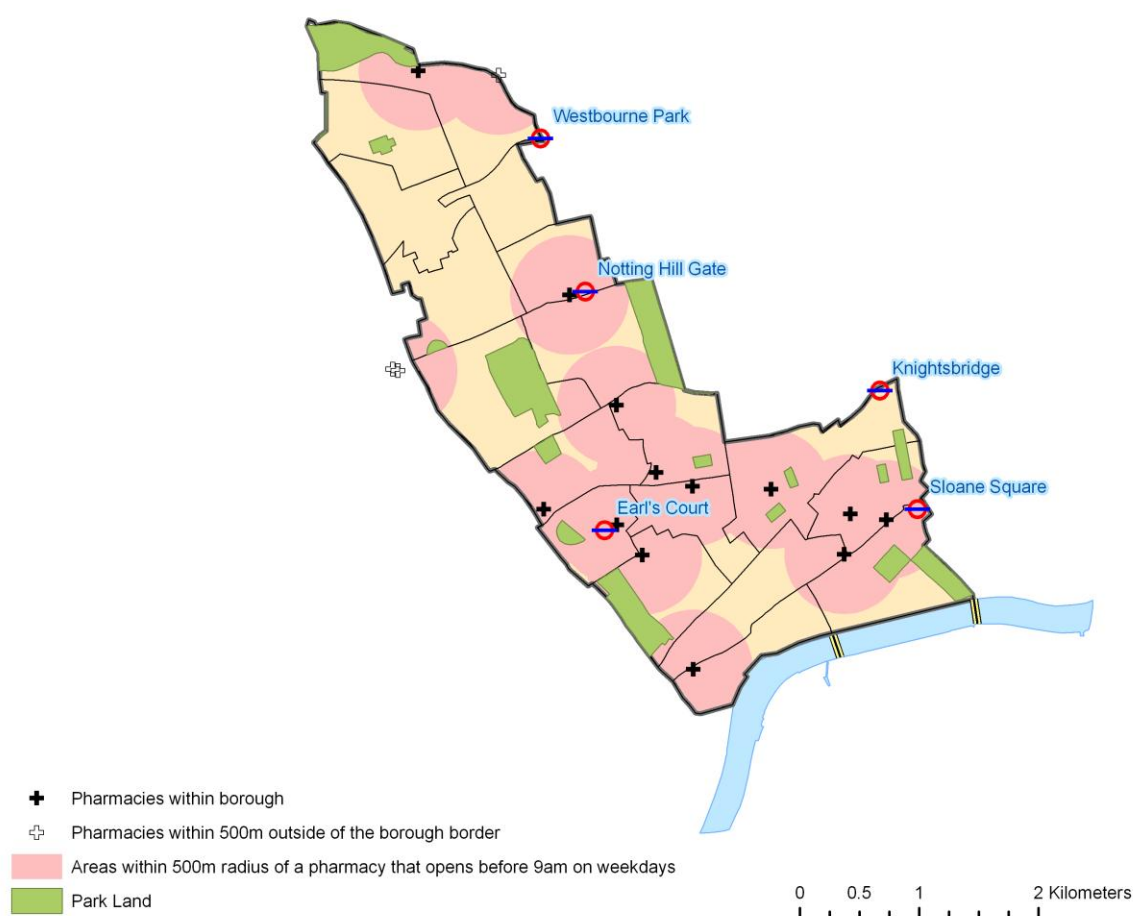 Westbourne Park
Notting Hill Gate
Knightsbridge
Sloane Square
Earl's Court
Pharmacies within borough
Pharmacies within 500m outside of the borough border
Areas within 500m radius of a pharmacy that opens before 9am on weekdays
Park Land
0 0.5 1 2 Kilometers